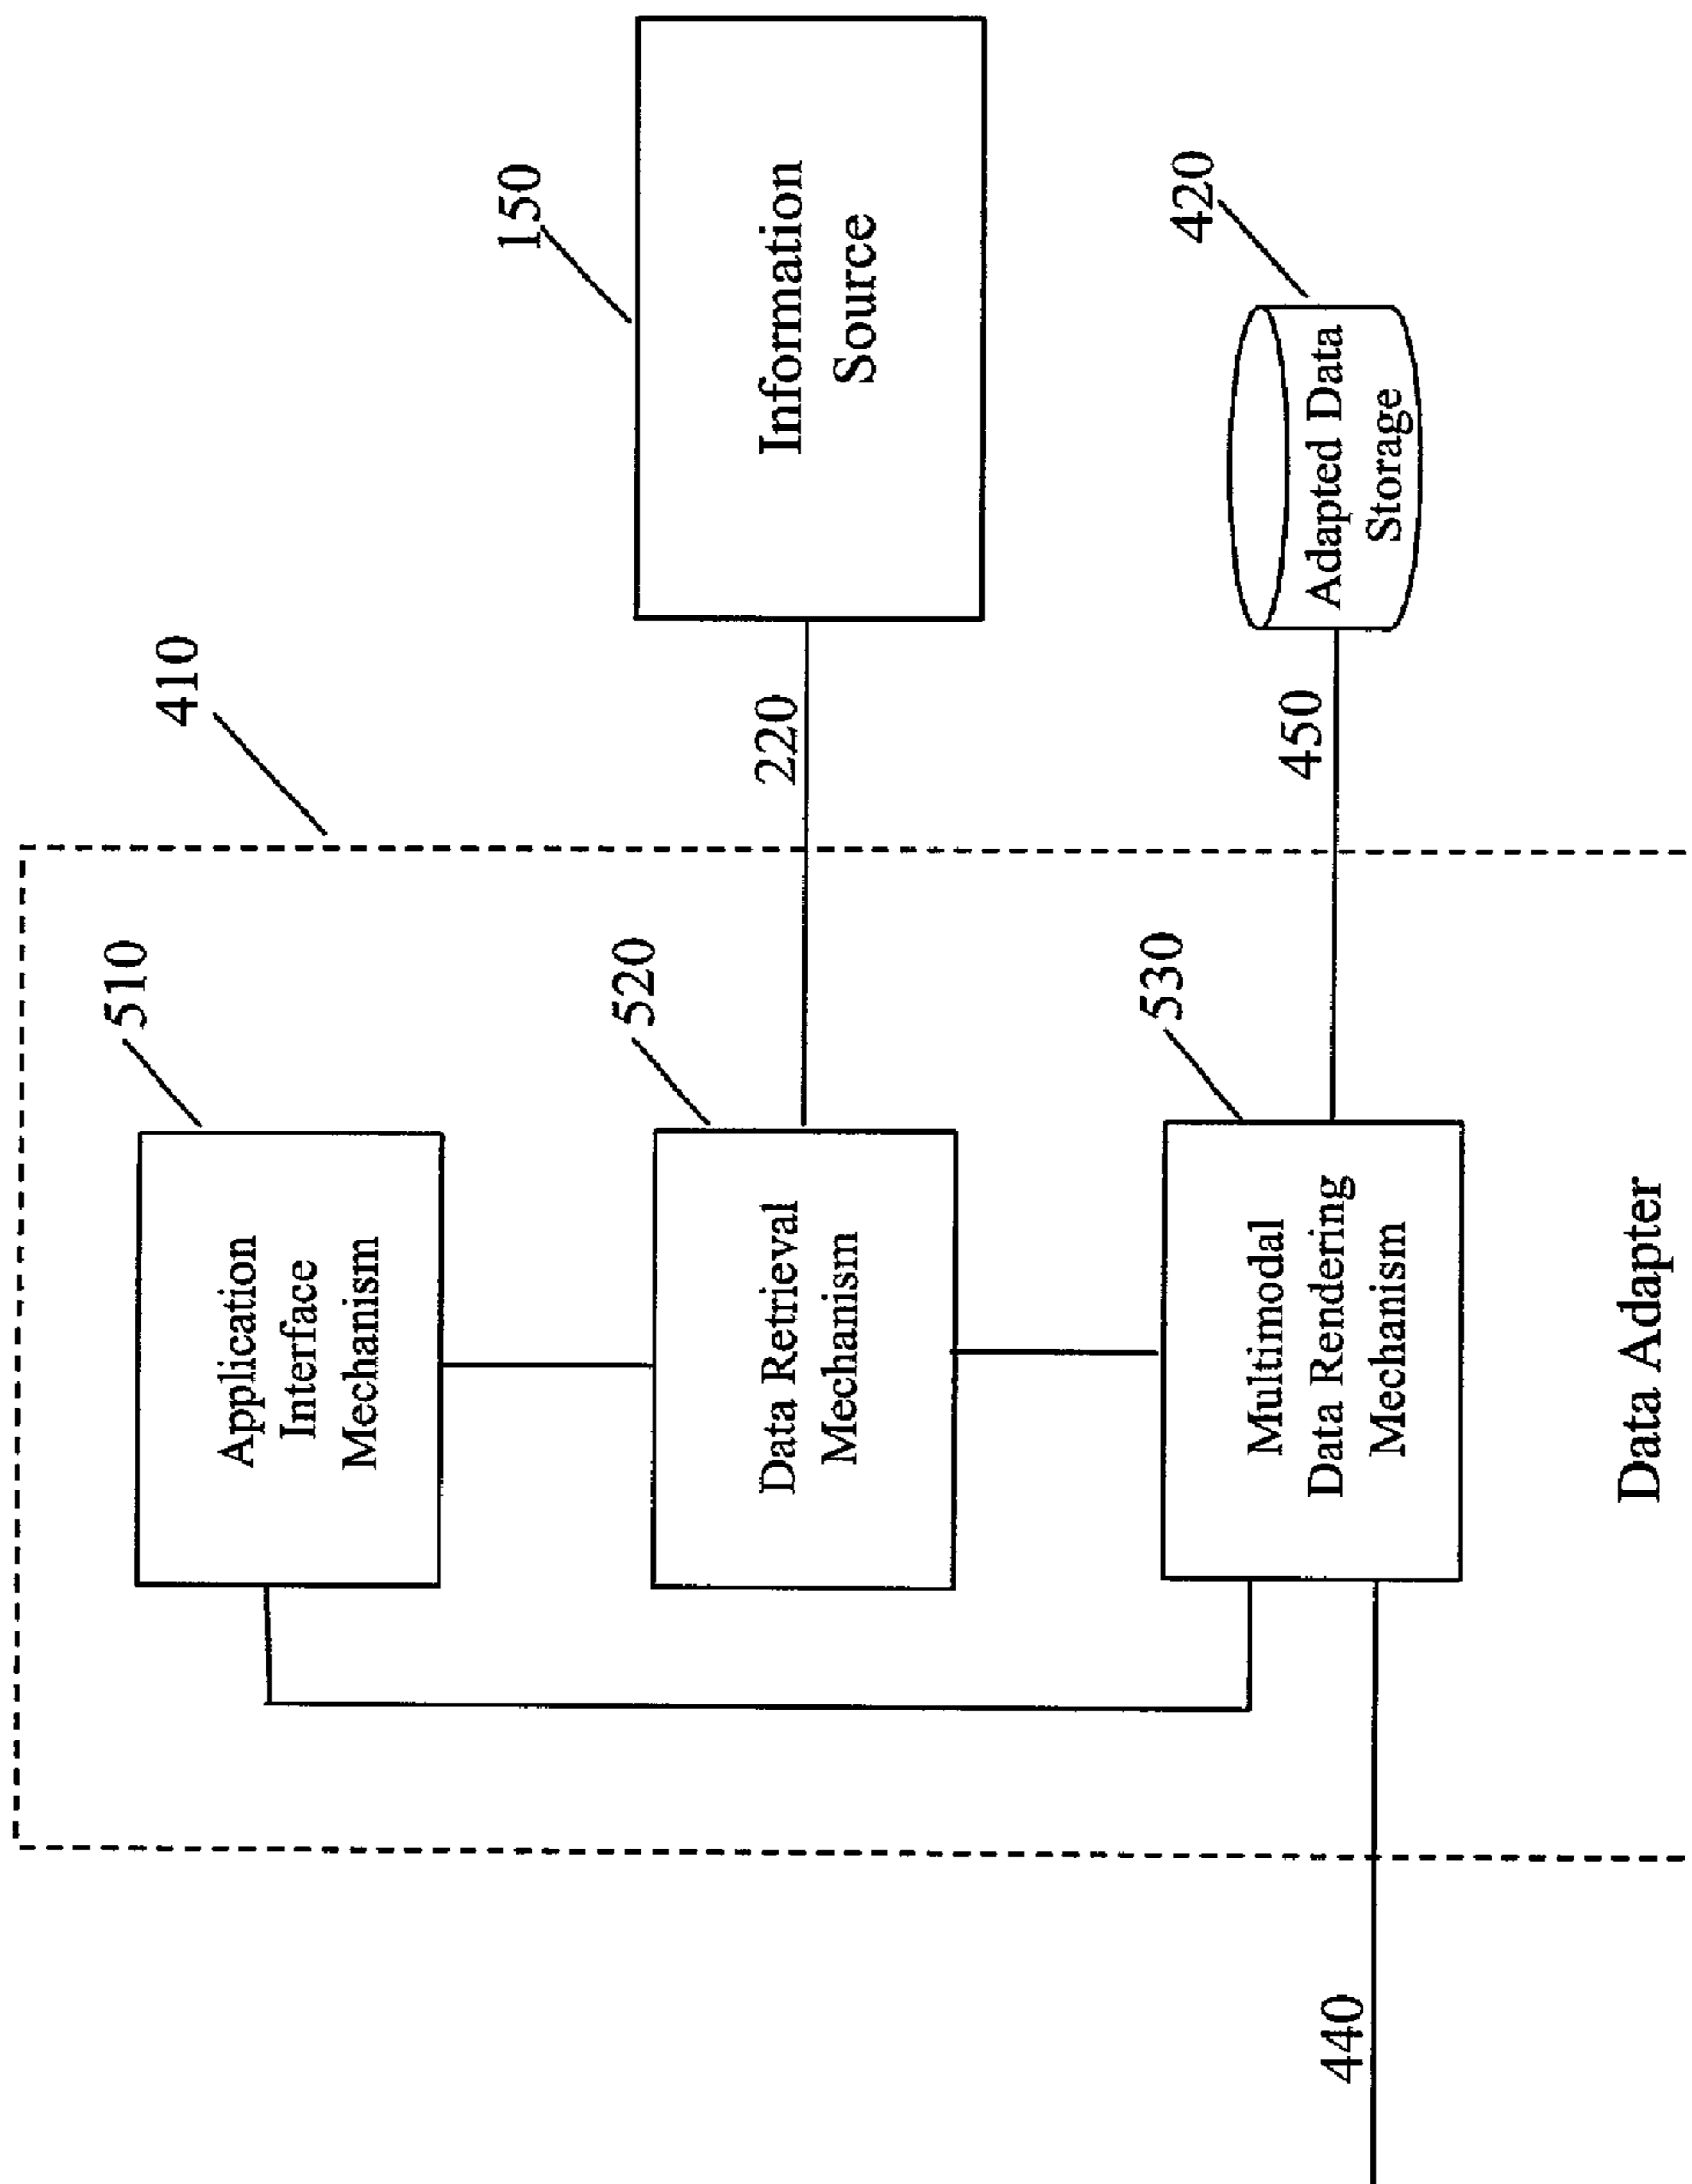 510
Application
Interface
Mechanism
410
520
Data Retrieval
Mechanism
220
150
Information
Source
530
Multimodal
Data Rendering
Mechanism
440
450
420
Adapted Data
Storage
Data Adapter